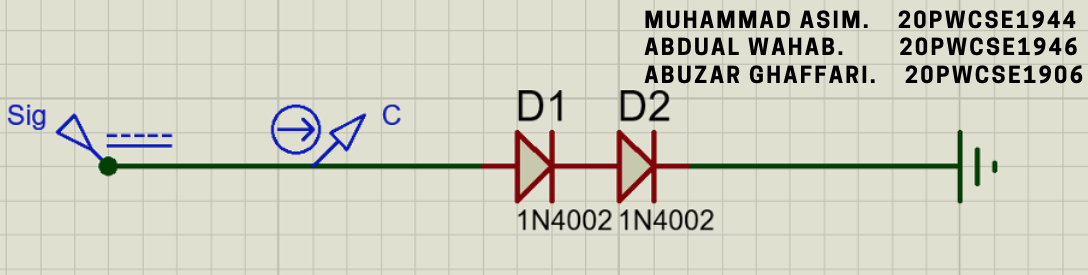 MUHAMMAD ASIM. 20PWCSE1944
ABDUAL WAHAB. 20PWCSE1946
ABUZAR GHAFFARI. 20PWCSE1906
Sig
C
D1 D2
1N4002 1N4002